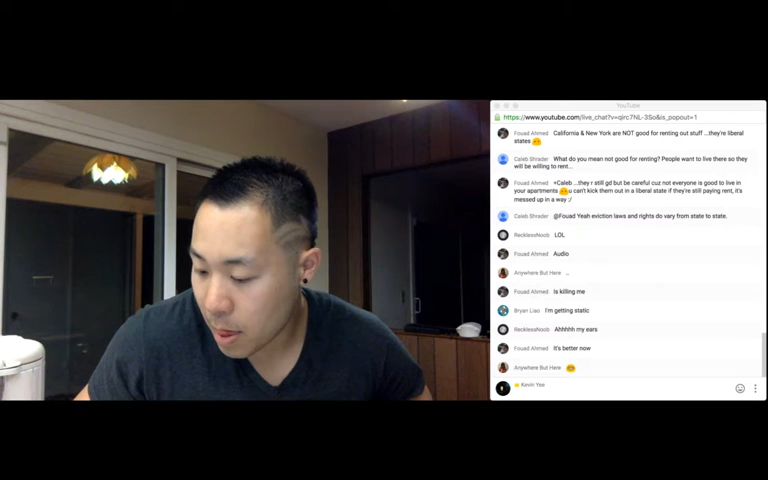 YouTube
https://www.youtube.com/live_chat?v=qirc7NL-3So&is_popout=1
Fouad Ahmed California & New York are NOT good for renting out stuff ...they're liberal
states
Caleb Shrader What do you mean not good for renting? People want to live there so they
will be willing to rent...
Fouad Ahmed +Caleb ...they r still gd but be careful cuz not everyone is good to live in
your apartments u can't kick them out in a liberal state if they're still paying rent, it's
messed up in a way :/
Caleb Shrader @Fouad Yeah eviction laws and rights do vary from state to state.
RecklessNoob LOL
Fouad Ahmed Audio
Anywhere But Here ..
Fouad Ahmed Is killing me
Bryan Liao I'm getting static
RecklessNoob Ahhhhh my ears
Fouad Ahmed It's better now
Anywhere But Here
Kevin Yee